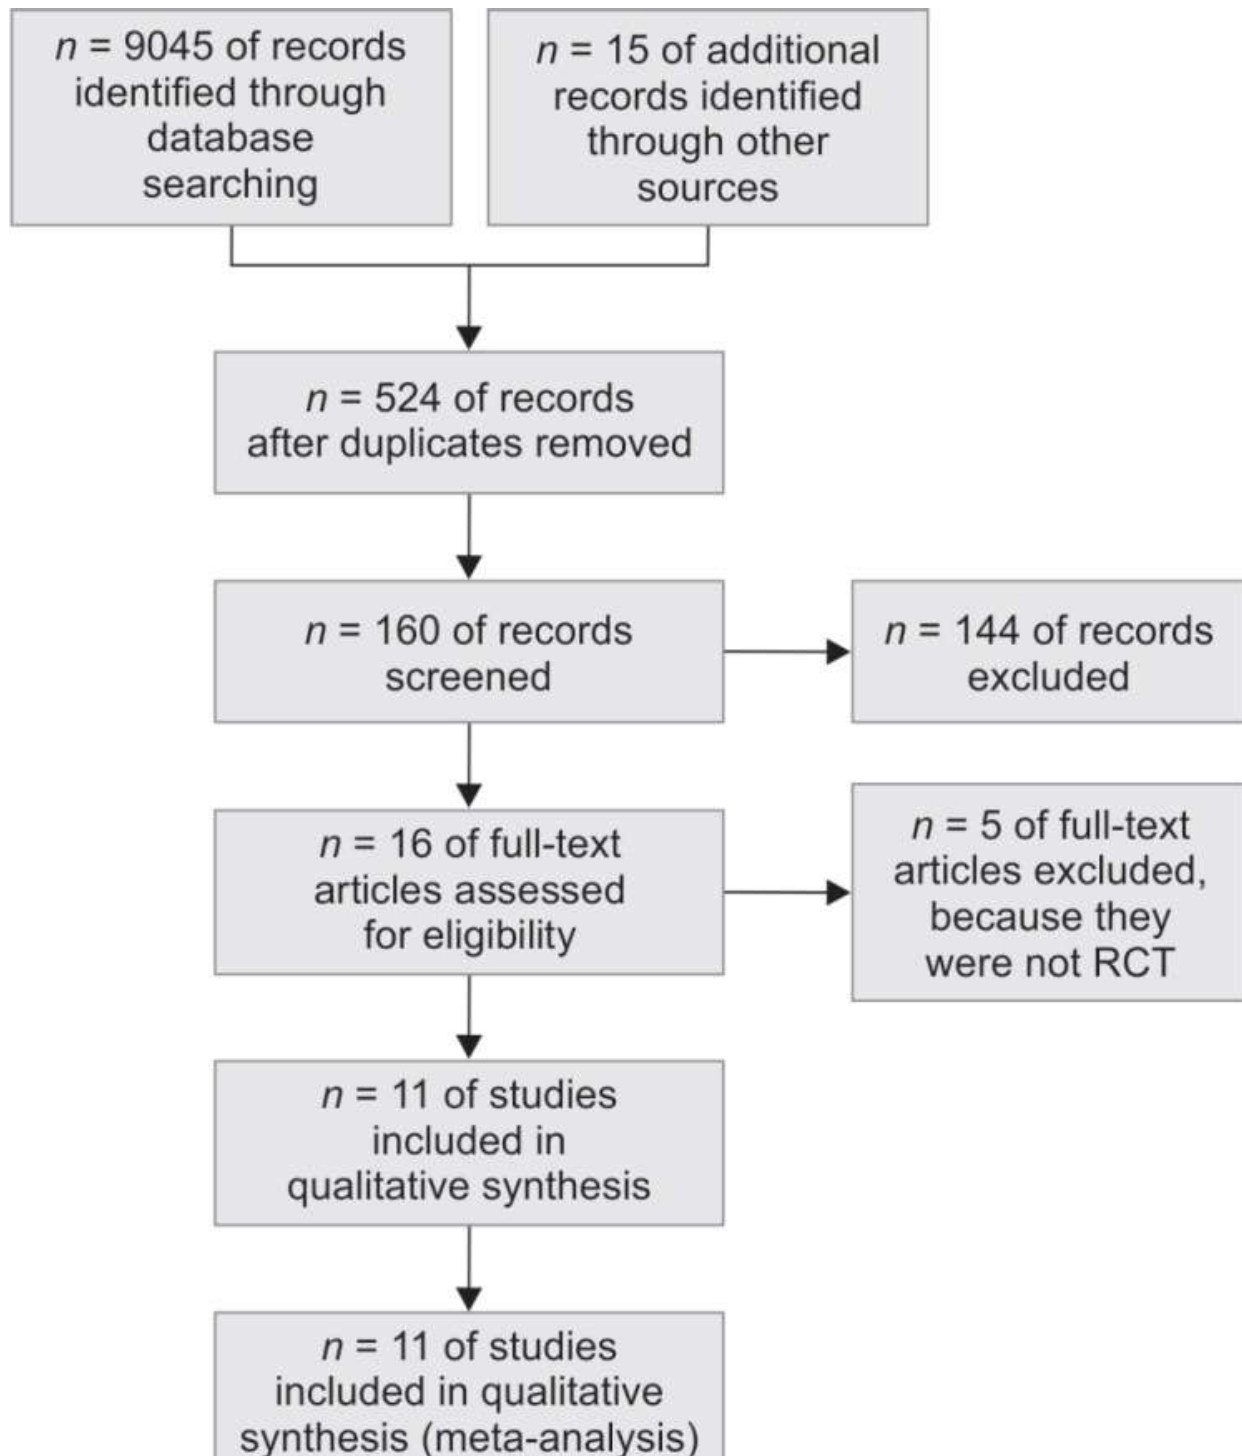 n = 9045 of records
identified through
database
searching
n = 15 of additional
records identified
through other
sources
n = 524 of records
after duplicates removed
n = 160 of records
screened
n = 144 of records
excluded
n = 16 of full-text
articles assessed
for eligibility
n = 5 of full-text
articles excluded,
because they
were not RCT
n = 11 of studies
included in
qualitative synthesis
n = 11 of studies
included in qualitative
synthesis (meta-analysis)